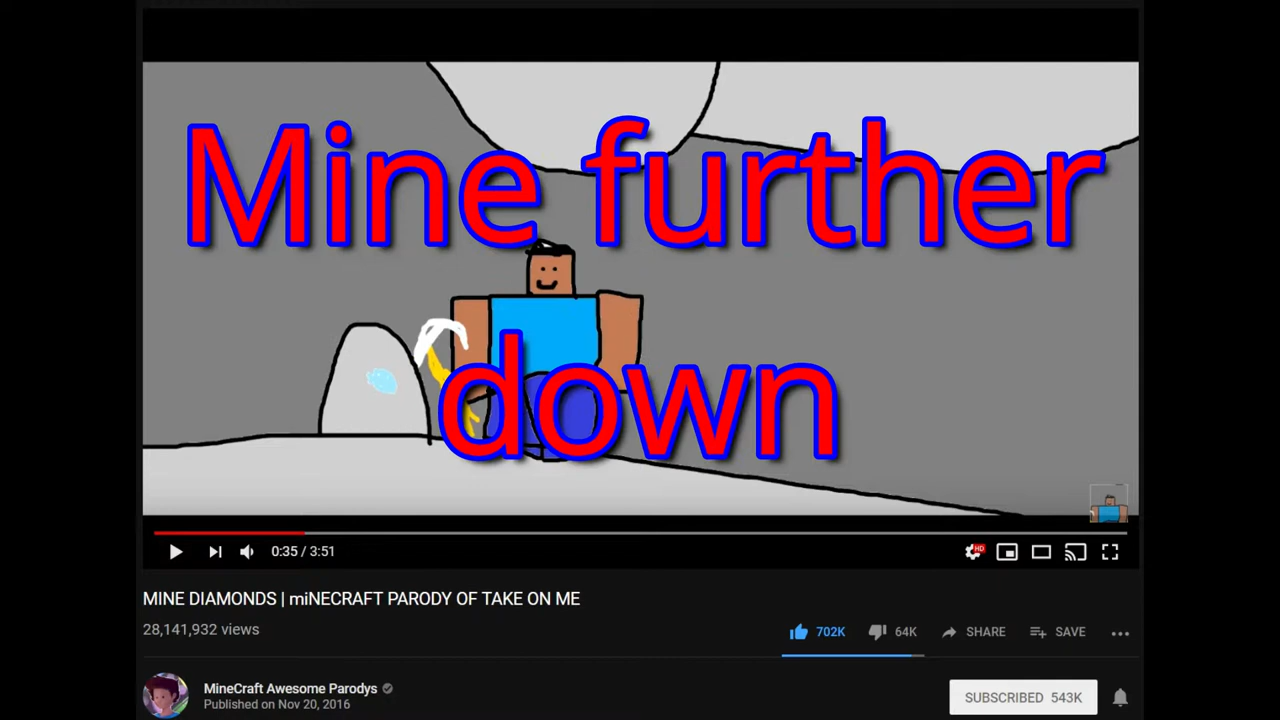 Mine further
down
0:35 / 3:51
HD
MINE DIAMONDS | miNECRAFT PARODY OF TAKE ON ME
28,141,932 views
702K 64K SHARE SAVE
MineCraft Awesome Parodys
Published on Nov 20, 2016
SUBSCRIBED 543K